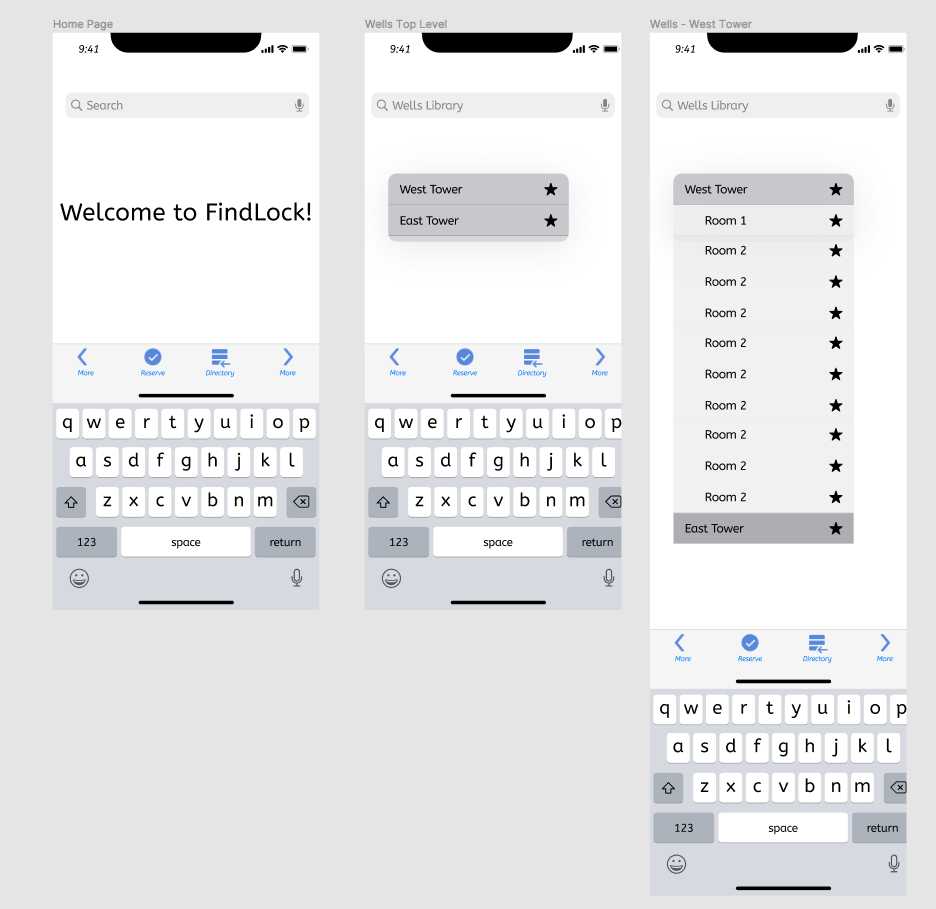 Home Page
9:41
Search
Welcome to FindLock!
More Reserve Directory More
q w e r t y u i o p
a s d f g h j k l
z x c v b n m
123 space return
Wells Top Level
9:41
Wells Library
West Tower
East Tower
More Reserve Directory More
q w e r t y u i o p
a s d f g h j k l
z x c v b n m
123 space return
Wells - West Tower
9:41
Wells Library
West Tower
Room 1
Room 2
Room 2
Room 2
Room 2
Room 2
Room 2
Room 2
Room 2
Room 2
East Tower
More Reserve Directory More
q w e r t y u i o p
a s d f g h j k l
z x c v b n m
123 space return